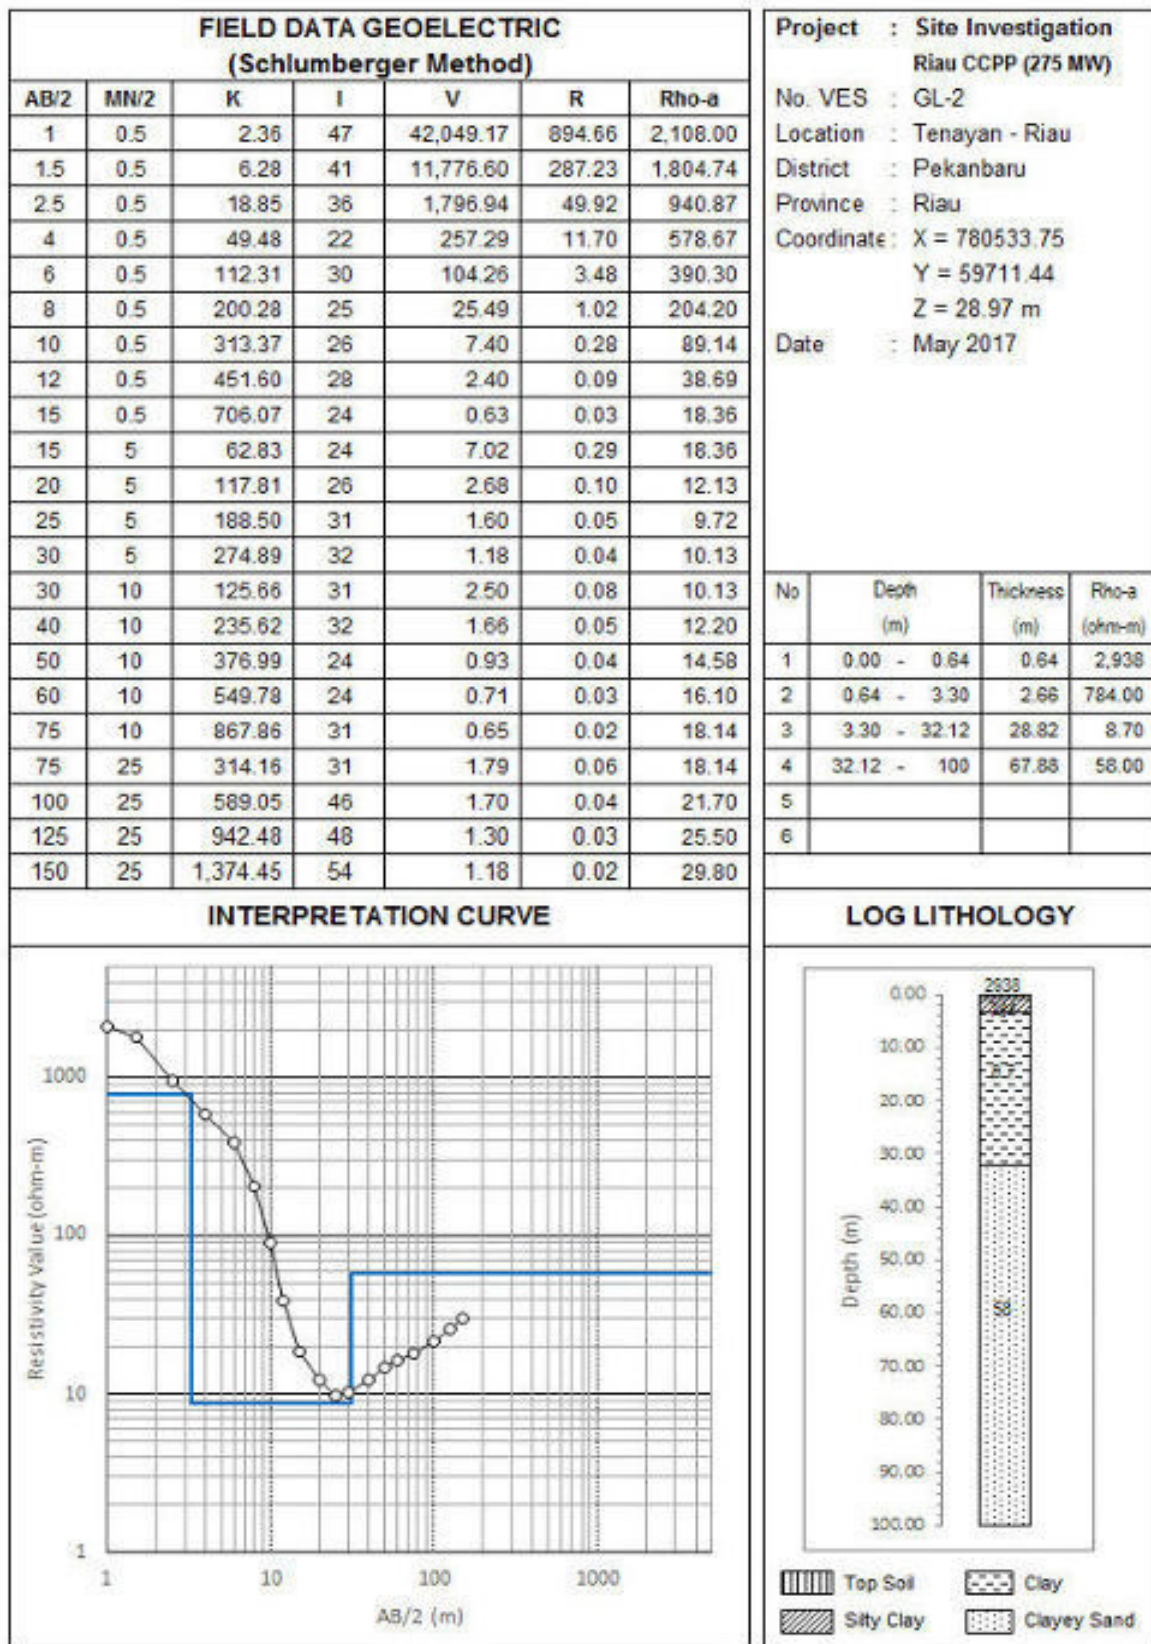 FIELD DATA GEOELECTRIC
(Schlumberger Method)
AB/2 MN/2 K I V R Rho-a
1 0.5 2.36 47 42,049.17 894.66 2,108.00
1.5 0.5 6.28 41 11,776.60 287.23 1,804.74
2.5 0.5 18.85 36 1,796.94 49.92 940.87
4 0.5 49.48 22 257.29 11.70 578.67
6 0.5 112.31 30 104.26 3.48 390.30
8 0.5 200.28 25 25.49 1.02 204.20
10 0.5 313.37 26 7.40 0.28 89.14
12 0.5 451.60 28 2.40 0.09 38.69
15 0.5 706.07 24 0.63 0.03 18.36
15 5 62.83 24 7.02 0.29 18.36
20 5 117.81 26 2.68 0.10 12.13
25 5 188.50 31 1.60 0.05 9.72
30 5 274.89 32 1.18 0.04 10.13
30 10 125.66 31 2.50 0.08 10.13
40 10 235.62 32 1.66 0.05 12.20
50 10 376.99 24 0.93 0.04 14.58
60 10 549.78 24 0.71 0.03 16.10
75 10 867.86 31 0.65 0.02 18.14
75 25 314.16 31 1.79 0.06 18.14
100 25 589.05 46 1.70 0.04 21.70
125 25 942.48 48 1.30 0.03 25.50
150 25 1,374.45 54 1.18 0.02 29.80
Project : Site Investigation
Riau CCPP (275 MW)
No. VES : GL-2
Location : Tenayan - Riau
District : Pekanbaru
Province : Riau
Coordinate : X = 780533.75
Y = 59711.44
Z = 28.97 m
Date : May 2017
No Depth Thickness Rho-a
(m) (m) (ohm-m)
1 0.00 - 0.64 0.64 2,938
2 0.64 - 3.30 2.66 784.00
3 3.30 - 32.12 28.82 8.70
4 32.12 - 100 67.88 58.00
5
6
INTERPRETATION CURVE
Resistivity Value (ohm-m)
1000
100
10
1
1 10 100 1000
AB/2 (m)
LOG LITHOLOGY
Depth (m)
2938
0.00
10.00
8.7
20.00
30.00
40.00
50.00
60.00
58
70.00
80.00
90.00
100.00
Top Soil
Clay
Silty Clay
Clayey Sand